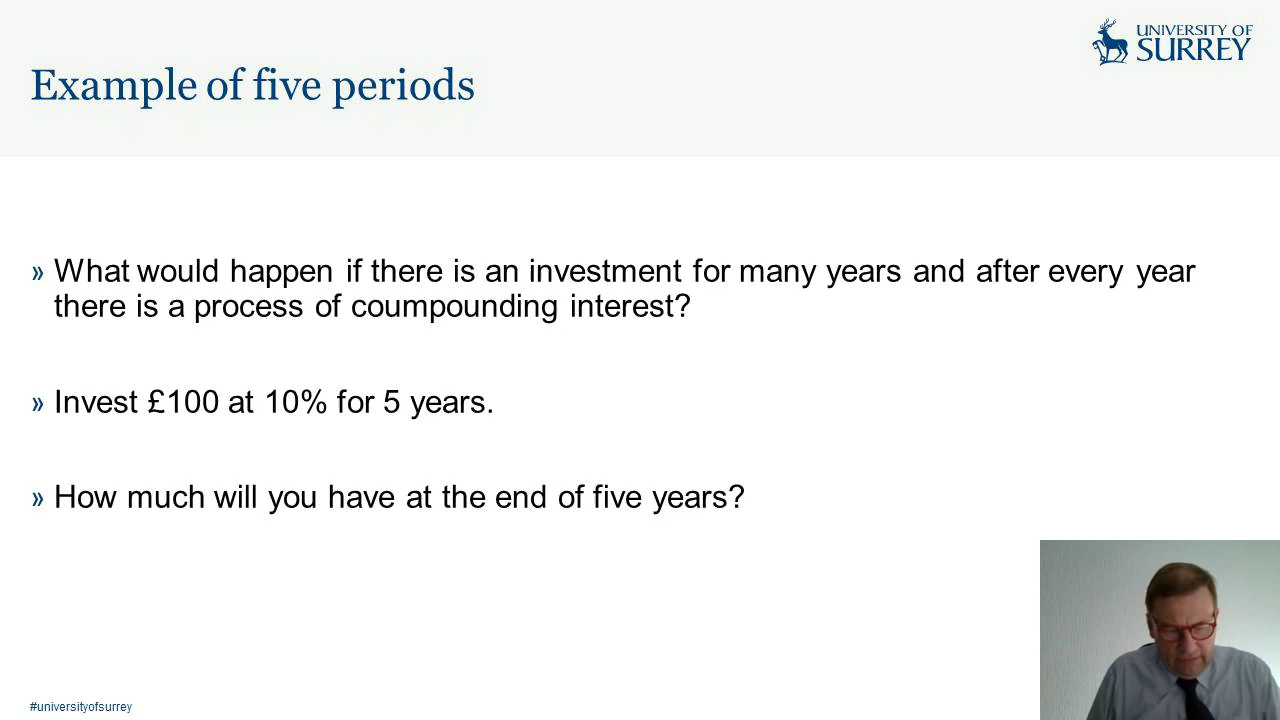 UNIVERSITY OF
SURREY
Example of five periods
» What would happen if there is an investment for many years and after every year
there is a process of coumpounding interest?
» Invest £100 at 10% for 5 years.
» How much will you have at the end of five years?
#universityofsurrey